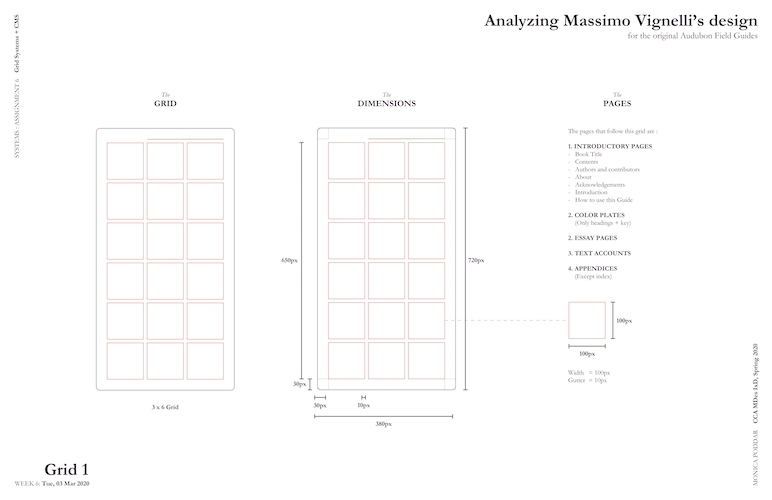 Analyzing Massimo Vignelli's design
for the original Audubon Field Guides
SYSTEMS: ASSIGNMENT 6 Grid Systems + CMS
The
GRID
3 x 6 Grid
The
DIMENSIONS
650px
720px
30px
30px
10px
380px
The
PAGES
The pages that follow this grid are :
1. INTRODUCTORY PAGES
- Book Title
- Contents
- Authors and contributors
- About
- Acknowledgements
- Introduction
- How to use this Guide
2. COLOR PLATES
(Only headings + key)
2. ESSAY PAGES
3. TEXT ACCOUNTS
4. APPENDICES
(Except index)
100px
100px
Width = 100px
Gutter = 10px
Grid 1
WEEK 6: Tue, 03 Mar 2020
MONICA PODDAR CCA MDes IxD, Spring 2020